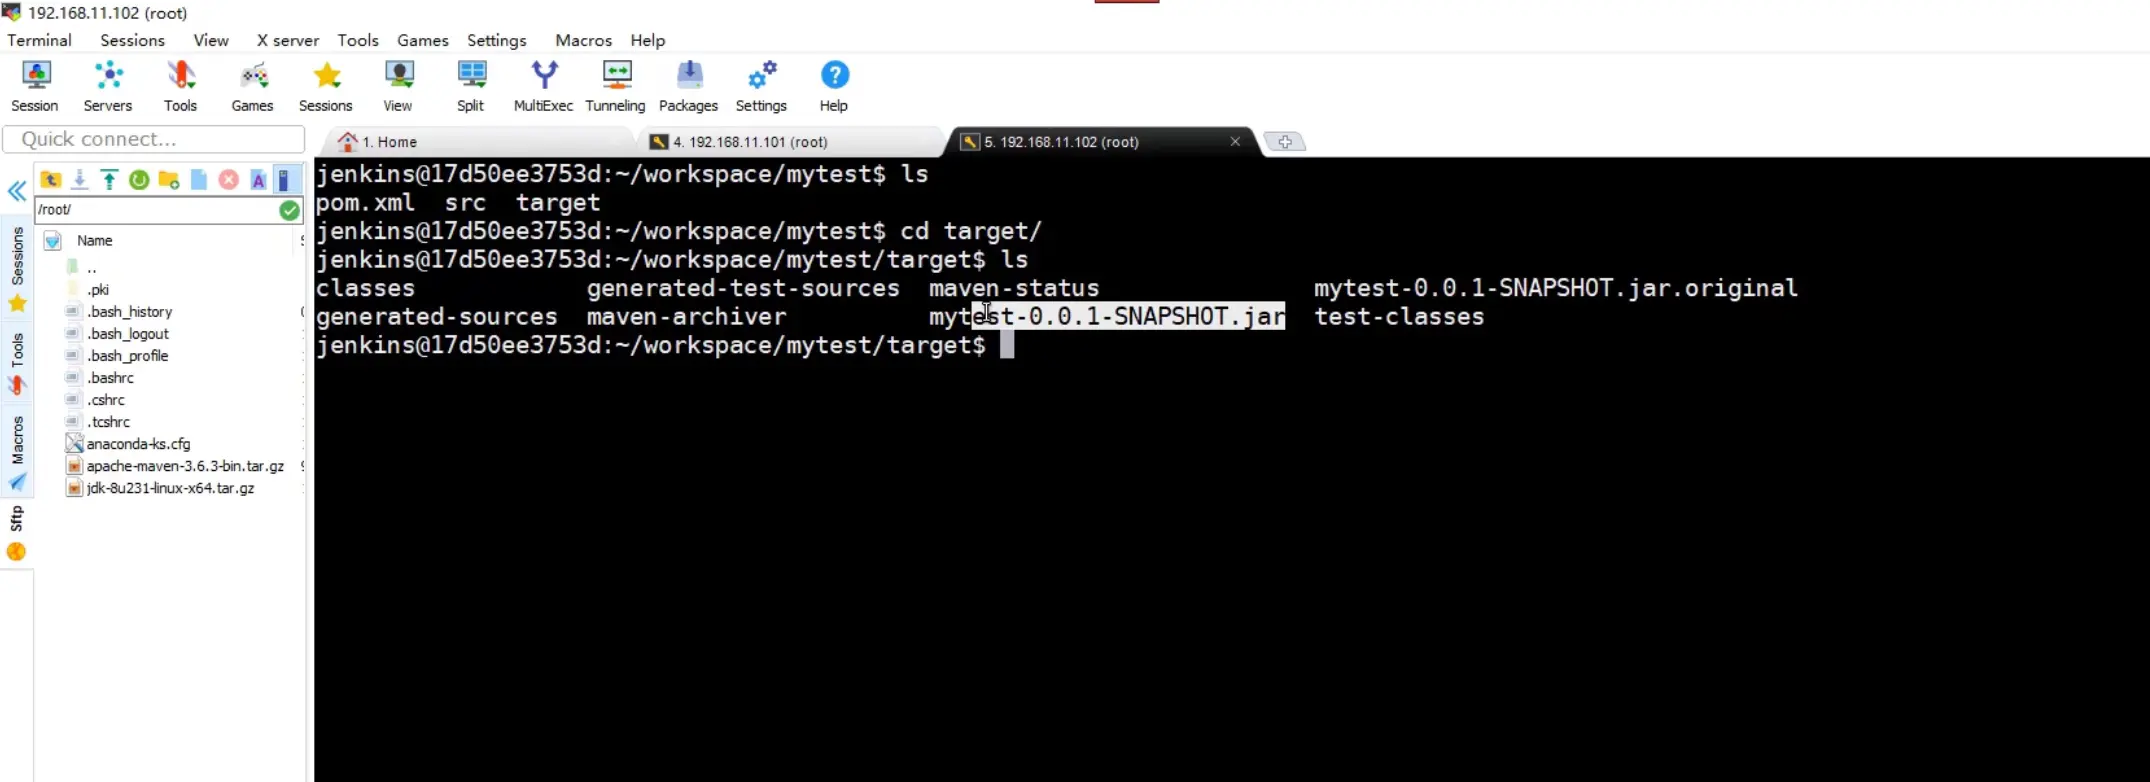 192.168.11.102 (root)
Terminal Sessions View X server Tools Games Settings Macros Help
Session Servers Tools Games Sessions View Split MultiExec Tunneling Packages Settings Help
Quick connect...
1. Home
4. 192.168.11.101 (root)
5. 192.168.11.102 (root)
/root/
Name
..
.pki
.bash_history
.bash_logout
.bash_profile
.bashrc
.cshrc
.tcshrc
anaconda-ks.cfg
apache-maven-3.6.3-bin.tar.gz
jdk-8u231-linux-x64.tar.gz
Sessions
Tools
Macros
Sftp
jenkins@17d50ee3753d:~/workspace/mytest$ ls
pom.xml src target
jenkins@17d50ee3753d:~/workspace/mytest$ cd target/
jenkins@17d50ee3753d:~/workspace/mytest/target$ ls
classes generated-test-sources maven-status mytest-0.0.1-SNAPSHOT.jar.original
generated-sources maven-archiver mytest-0.0.1-SNAPSHOT.jar test-classes
jenkins@17d50ee3753d:~/workspace/mytest/target$